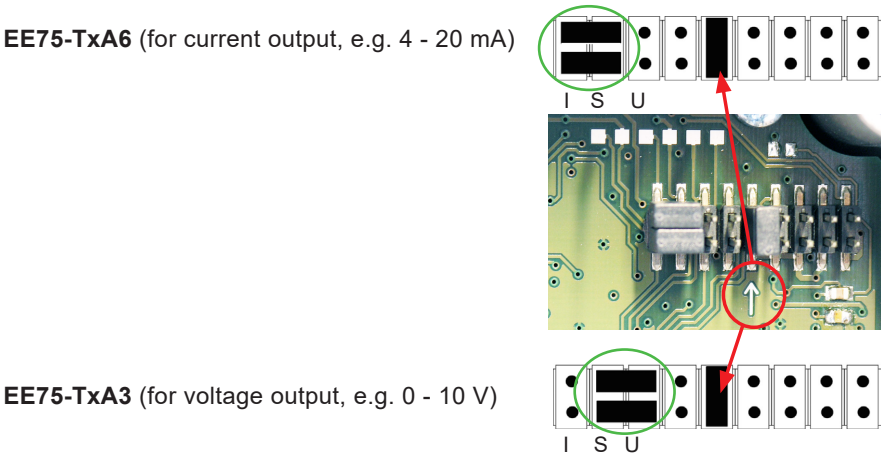 EE75-TxA6 (for current output, e.g. 4 - 20 mA)
I S U
EE75-TxA3 (for voltage output, e.g. 0 - 10 V)
I S U